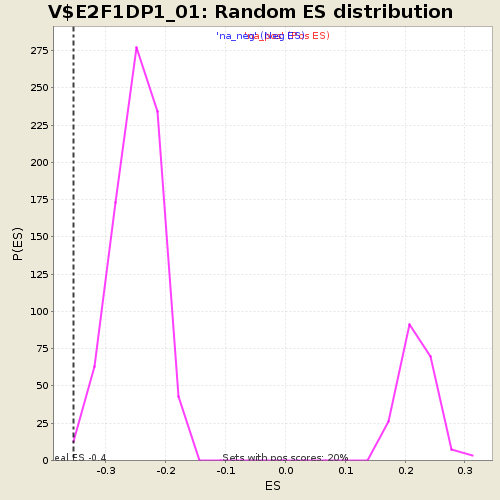 V$E2F1DP1_01: Random ES distribution
'na_neg' (Neg ES)
(Pos ES)
275
250
225
200
175
150
125
100
75
50
25
0
P(ES)
eal ES -0.4
Sets with pos scores: 20%
-0.3 -0.2 -0.1 0.0 0.1 0.2 0.3
ES